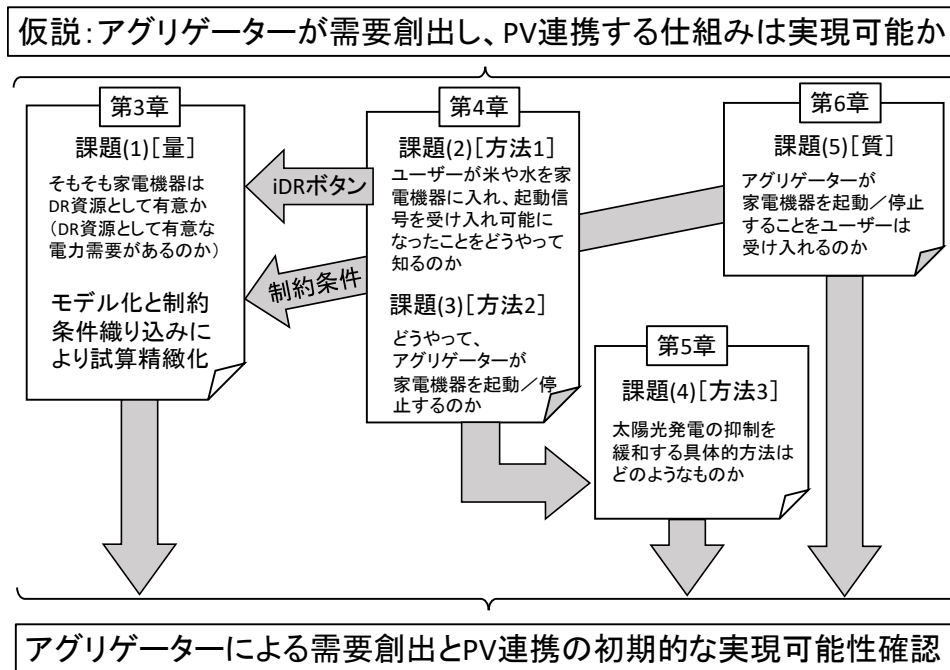 仮説：アグリゲーターが需要創出し、PV連携する仕組みは実現可能か
第3章
課題(1)[量]
そもそも家電機器は
DR資源として有意か
（DR資源として有意な
電力需要があるのか）
モデル化と制約
条件織り込みに
より試算精緻化
iDRボタン
制約条件
第4章
課題(2)[方法1]
ユーザーが米や水を家
電機器に入れ、起動信
号を受け入れ可能に
なったことをどうやって
知るのか
課題(3)[方法2]
どうやって、
アグリゲーターが
家電機器を起動／停
止するのか
第6章
課題(5)[質]
アグリゲーターが
家電機器を起動／停止
することをユーザーは
受け入れるのか
第5章
課題(4)[方法3]
太陽光発電の抑制を
緩和する具体的方法は
どのようなものか
アグリゲーターによる需要創出とPV連携の初期的な実現可能性確認